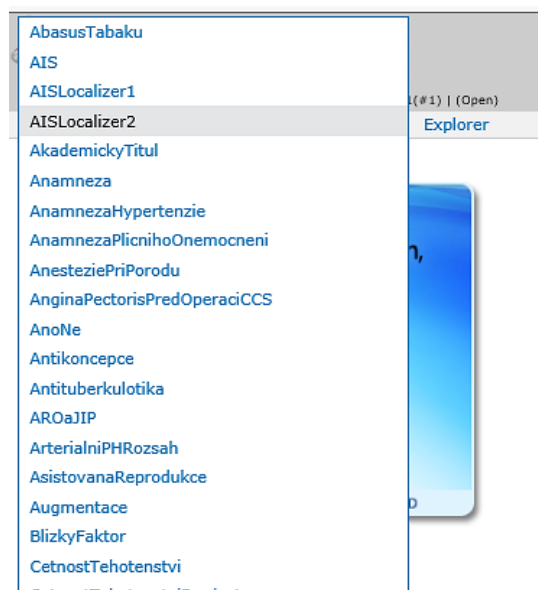 AbasusTabaku
AIS
AISLocalizer1
AISLocalizer2
AkademickyTitul
Anamneza
AnamnezaHypertenzie
AnamnezaPlicnihoOnemocneni
AnesteziePriPorodu
AnginaPectorisPredOperaciCCS
AnoNe
Antikoncepce
Antituberkulotika
AROaJIP
ArterialniPHRozsah
AsistovanaReprodukce
Augmentace
BlizkyFaktor
CetnostTehotenstvi
1(#1) | (Open)
Explorer
n,
D